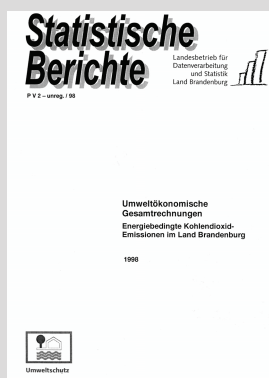 Statistische
Berichte
Landesbetrieb für
Datenverarbeitung
und Statistik
Land Brandenburg
P V 2 – unreg. / 98
Umweltökonomische
Gesamtrechnungen
Energiebedingte Kohlendioxid-
Emissionen im Land Brandenburg
1998
Umweltschutz